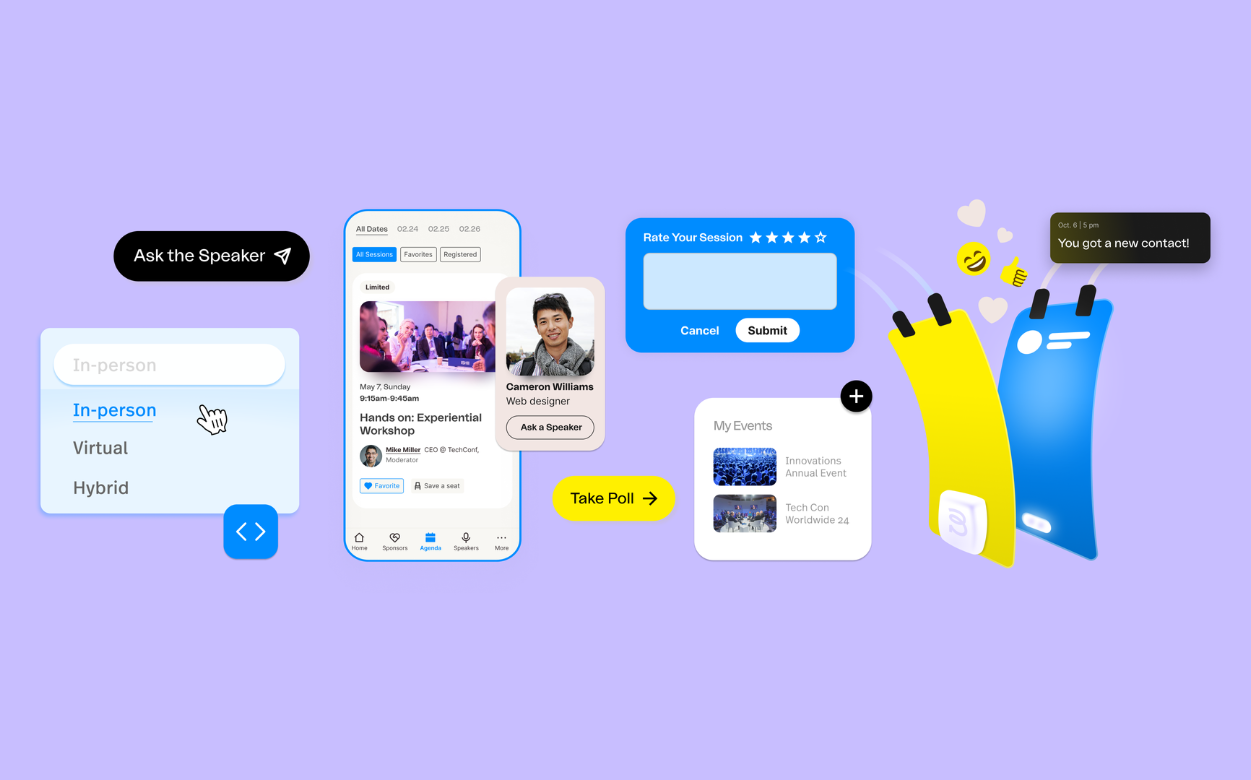 Ask the Speaker
In-person
In-person
Virtual
Hybrid
All Dates 02.24 02.25 02.26
All Sessions Favorites Registered
Limited
May 7, Sunday
9:15am-9:45am
Hands on: Experiential
Workshop
Mike Miller CEO @ TechConf,
Moderator
Favorite Save a seat
Home Sponsors Agenda Speakers More
Cameron Williams
Web designer
Ask a Speaker
Rate Your Session
Cancel Submit
Take Poll
My Events
Innovations
Annual Event
Tech Con
Worldwide 24
Oct. 6 | 5 pm
You got a new contact!